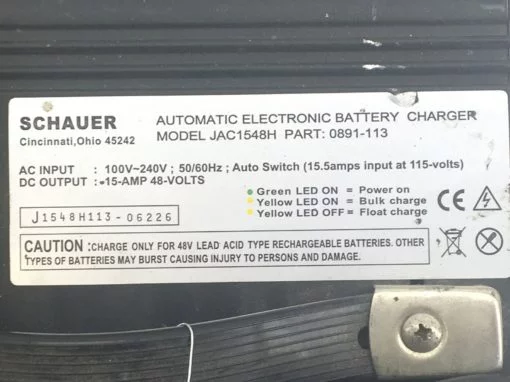 SCHAUER
Cincinnati,Ohio 45242
AUTOMATIC ELECTRONIC BATTERY CHARGER
MODEL JAC1548H PART: 0891-113
AC INPUT : 100V~240V ; 50/60Hz ; Auto Switch (15.5amps input at 115-volts)
DC OUTPUT : 15-AMP 48-VOLTS
Green LED ON = Power on
Yellow LED ON = Bulk charge
Yellow LED OFF = Float charge
CE
J1548H113-06226
CAUTION :CHARGE ONLY FOR 48V LEAD ACID TYPE RECHARGEABLE BATTERIES. OTHER
TYPES OF BATTERIES MAY BURST CAUSING INJURY TO PERSONS AND DAMAGE.